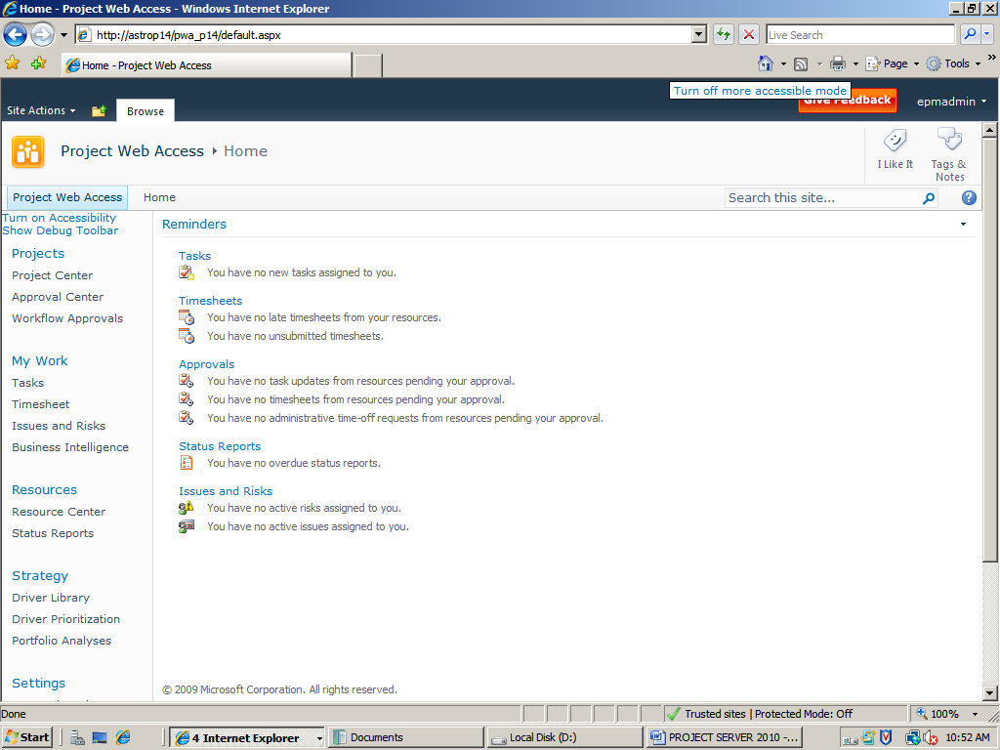 Home - Project Web Access - Windows Internet Explorer
http://astrop14/pwa_p14/default.aspx
Live Search
Home - Project Web Access
Page
Tools
Turn off more accessible mode
Give Feedback
epmadmin
Site Actions
Browse
Project Web Access
Home
I Like It
Tags &
Notes
Project Web Access
Home
Search this site...
Turn on Accessibility
Show Debug Toolbar
Projects
Project Center
Approval Center
Workflow Approvals
My Work
Tasks
Timesheet
Issues and Risks
Business Intelligence
Resources
Resource Center
Status Reports
Strategy
Driver Library
Driver Prioritization
Portfolio Analyses
Settings
Reminders
Tasks
You have no new tasks assigned to you.
Timesheets
You have no late timesheets from your resources.
You have no unsubmitted timesheets.
Approvals
You have no task updates from resources pending your approval.
You have no timesheets from resources pending your approval.
You have no administrative time-off requests from resources pending your approval.
Status Reports
You have no overdue status reports.
Issues and Risks
You have no active risks assigned to you.
You have no active issues assigned to you.
© 2009 Microsoft Corporation. All rights reserved.
Done
Trusted sites | Protected Mode: Off
100%
Start
4 Internet Explorer
Documents
Local Disk (D:)
PROJECT SERVER 2010 -...
10:52 AM